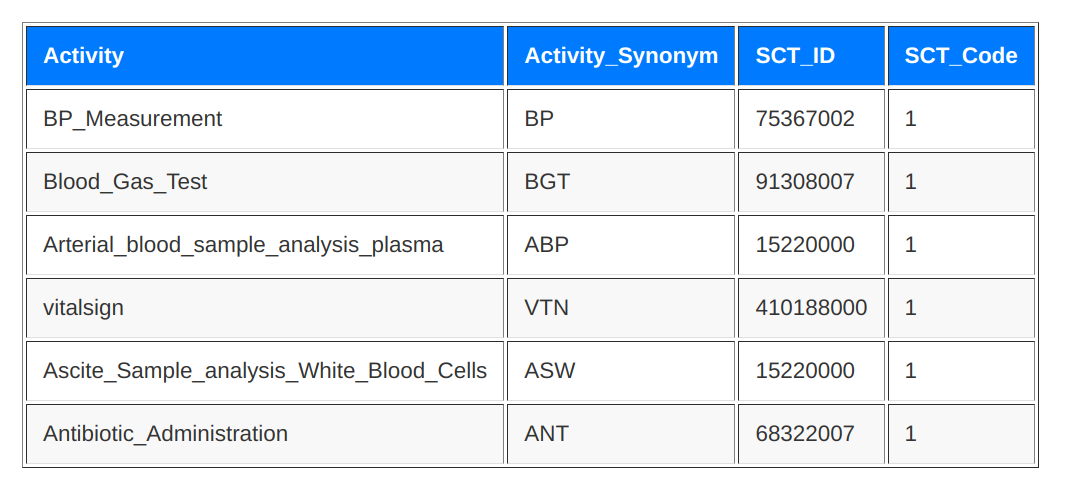 Activity Activity_Synonym SCT_ID SCT_Code
BP_Measurement BP 75367002 1
Blood_Gas_Test BGT 91308007 1
Arterial_blood_sample_analysis_plasma ABP 15220000 1
vitalsign VTN 410188000 1
Ascite_Sample_analysis_White_Blood_Cells ASW 15220000 1
Antibiotic_Administration ANT 68322007 1